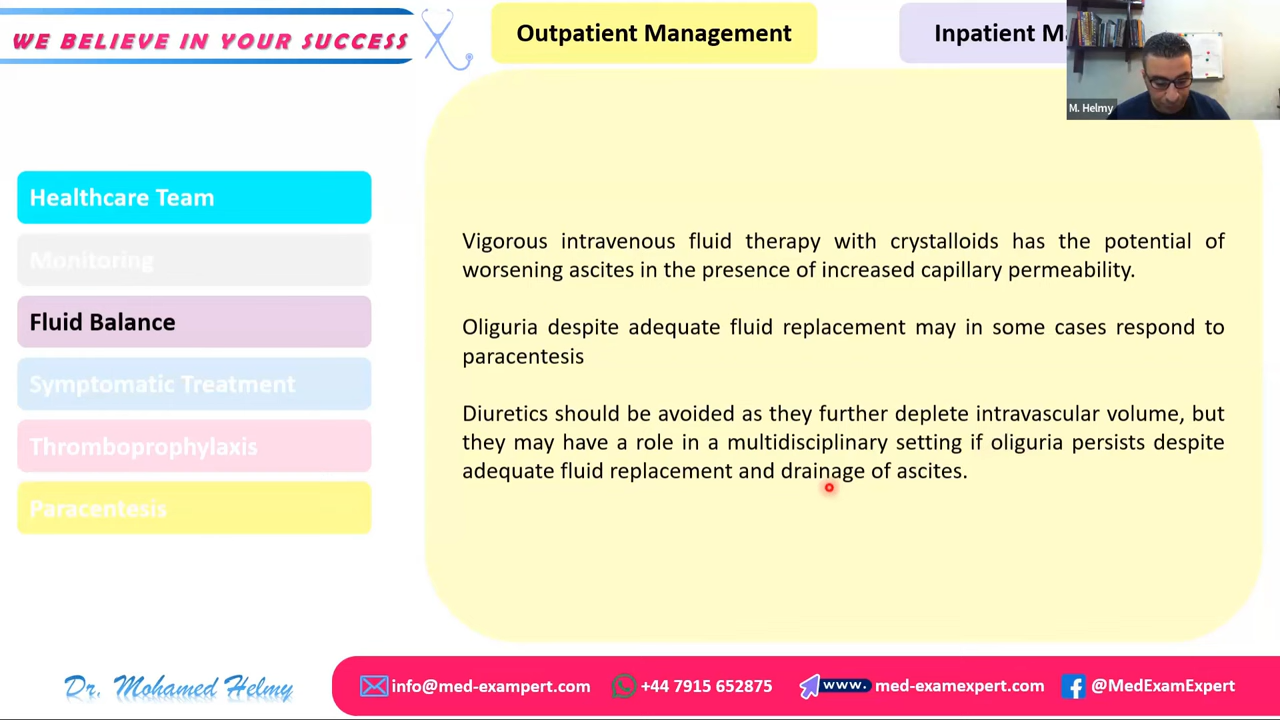 WE BELIEVE IN YOUR SUCCESS
Outpatient Management
Inpatient
M. Helmy
Healthcare Team
Monitoring
Fluid Balance
Symptomatic Treatment
Thromboprophylaxis
Paracentesis
Vigorous intravenous fluid therapy with crystalloids has the potential of
worsening ascites in the presence of increased capillary permeability.
Oliguria despite adequate fluid replacement may in some cases respond to
paracentesis
Diuretics should be avoided as they further deplete intravascular volume, but
they may have a role in a multidisciplinary setting if oliguria persists despite
adequate fluid replacement and drainage of ascites.
Dr. Mohamed Helmy
info@med-exampert.com
+44 7915 652875
www. med-examexpert.com
@MedExamExpert